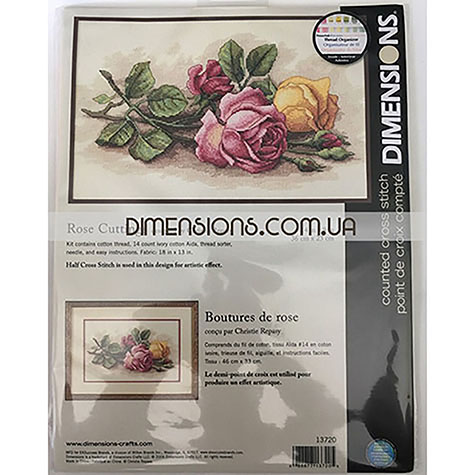 Presorted
Thread Organizer
Organisateur de fil
DIMENSIONS
counted cross stitch
point de croix compté
DIMENSIONS.COM.UA
Rose Cutt
36 cm x 23 cm
Kit contains cotton thread, 14 count ivory cotton Aida, thread sorter,
needle, and easy instructions. Fabric: 18 in x 13 in.
Half Cross Stitch is used in this design for artistic effect.
Boutures de rose
conçu par Christie Repasy
Comprends du fil de coton, tissu Aïda #14 en coton
ivoire, trieuse de fil, aiguille, et instructions faciles.
Tissu : 46 cm x 33 cm.
Le demi-point de croix est utilisé pour
produire un effet artistique.
www.dimensions-crafts.com
13720